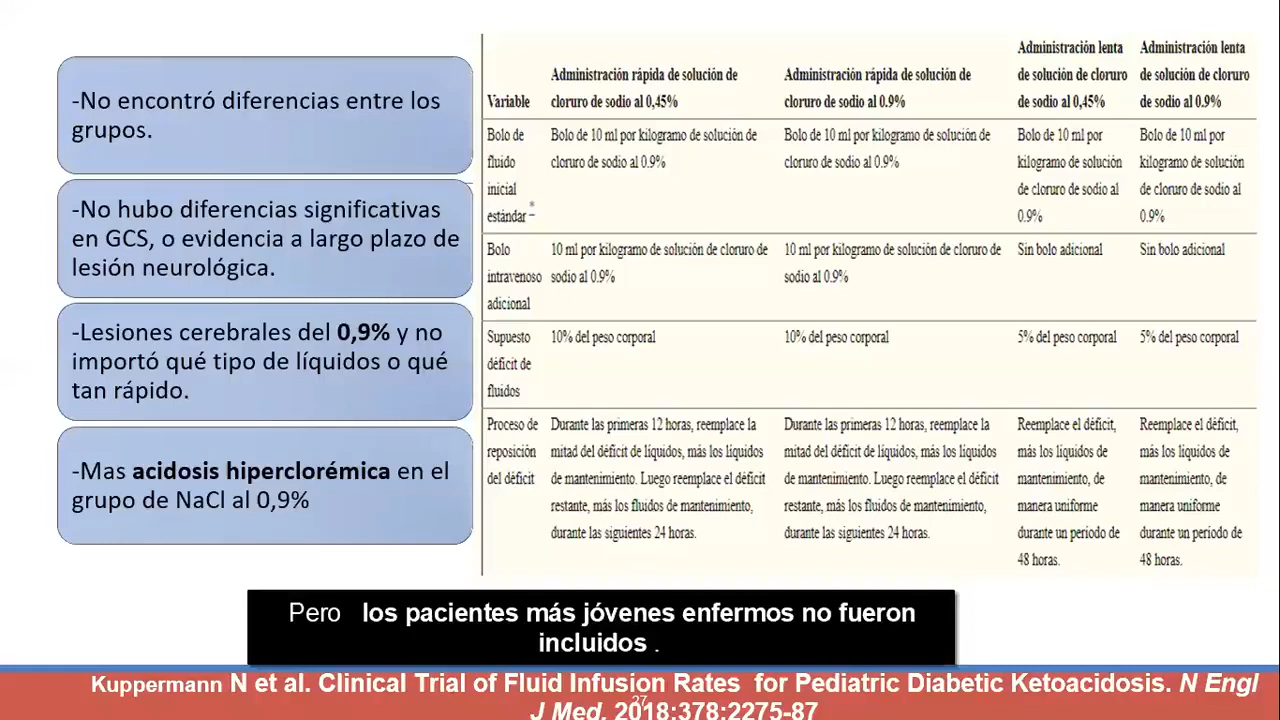 -No encontró diferencias entre los
grupos.
-No hubo diferencias significativas
en GCS, o evidencia a largo plazo de
lesión neurológica.
-Lesiones cerebrales del 0,9% y no
importó qué tipo de líquidos o qué
tan rápido.
-Mas acidosis hiperclorémica en el
grupo de NaCl al 0,9%
Variable
Administración rápida de solución de
cloruro de sodio al 0,45%
Administración rápida de solución de
cloruro de sodio al 0.9%
Administración lenta
de solución de cloruro
de sodio al 0,45%
Administración lenta
de solución de cloruro
de sodio al 0.9%
Bolo de
fluido
inicial
estándar *
Bolo de 10 ml por kilogramo de solución de
cloruro de sodio al 0.9%
Bolo de 10 ml por kilogramo de solución de
cloruro de sodio al 0.9%
Bolo de 10 ml por
kilogramo de solución
de cloruro de sodio al
0.9%
Bolo de 10 ml por
kilogramo de solución
de cloruro de sodio al
0.9%
Bolo
intravenoso
adicional
10 ml por kilogramo de solución de cloruro de
sodio al 0.9%
10 ml por kilogramo de solución de cloruro de
sodio al 0.9%
Sin bolo adicional
Sin bolo adicional
Supuesto
déficit de
fluidos
10% del peso corporal
10% del peso corporal
5% del peso corporal
5% del peso corporal
Proceso de
reposición
del déficit
Durante las primeras 12 horas, reemplace la
mitad del déficit de líquidos, más los líquidos
de mantenimiento. Luego reemplace el déficit
restante, más los fluidos de mantenimiento,
durante las siguientes 24 horas.
Durante las primeras 12 horas, reemplace la
mitad del déficit de líquidos, más los líquidos
de mantenimiento. Luego reemplace el déficit
restante, más los fluidos de mantenimiento,
durante las siguientes 24 horas.
Reemplace el déficit,
más los líquidos de
mantenimiento, de
manera uniforme
durante un periodo de
48 horas.
Reemplace el déficit,
más los líquidos de
mantenimiento, de
manera uniforme
durante un periodo de
48 horas.
Pero los pacientes más jóvenes enfermos no fueron
incluidos .
Kuppermann N et al. Clinical Trial of Fluid Infusion Rates for Pediatric Diabetic Ketoacidosis. N Engl
J Med. 2018;378:2275-87
27